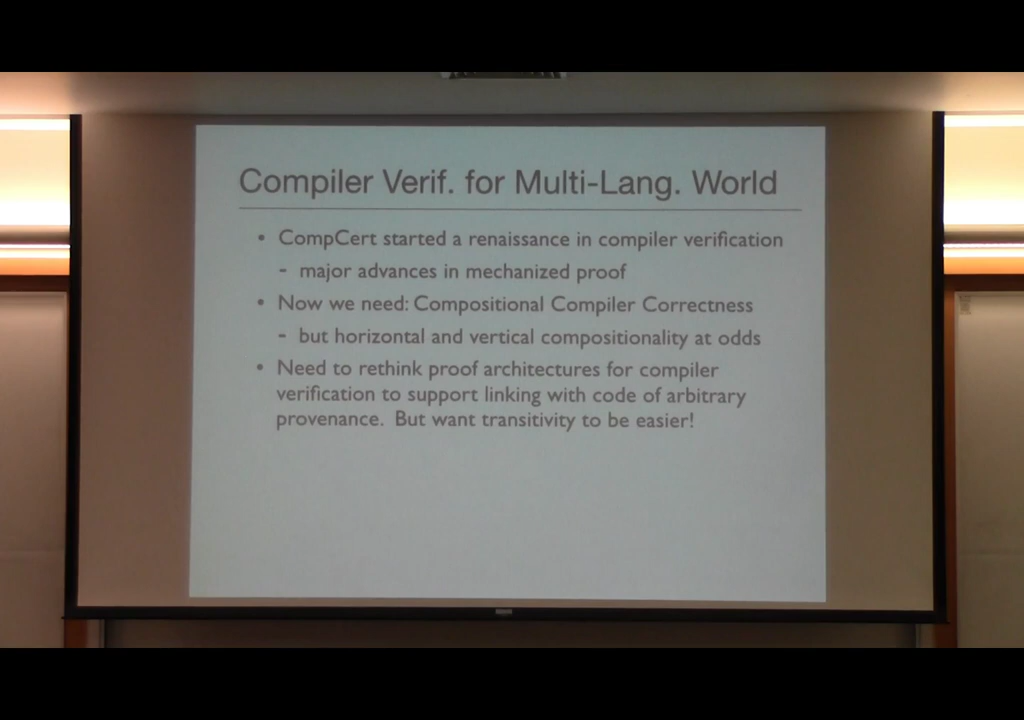 Compiler Verif. for Multi-Lang. World
• CompCert started a renaissance in compiler verification
- major advances in mechanized proof
• Now we need: Compositional Compiler Correctness
- but horizontal and vertical compositionality at odds
• Need to rethink proof architectures for compiler
verification to support linking with code of arbitrary
provenance. But want transitivity to be easier!